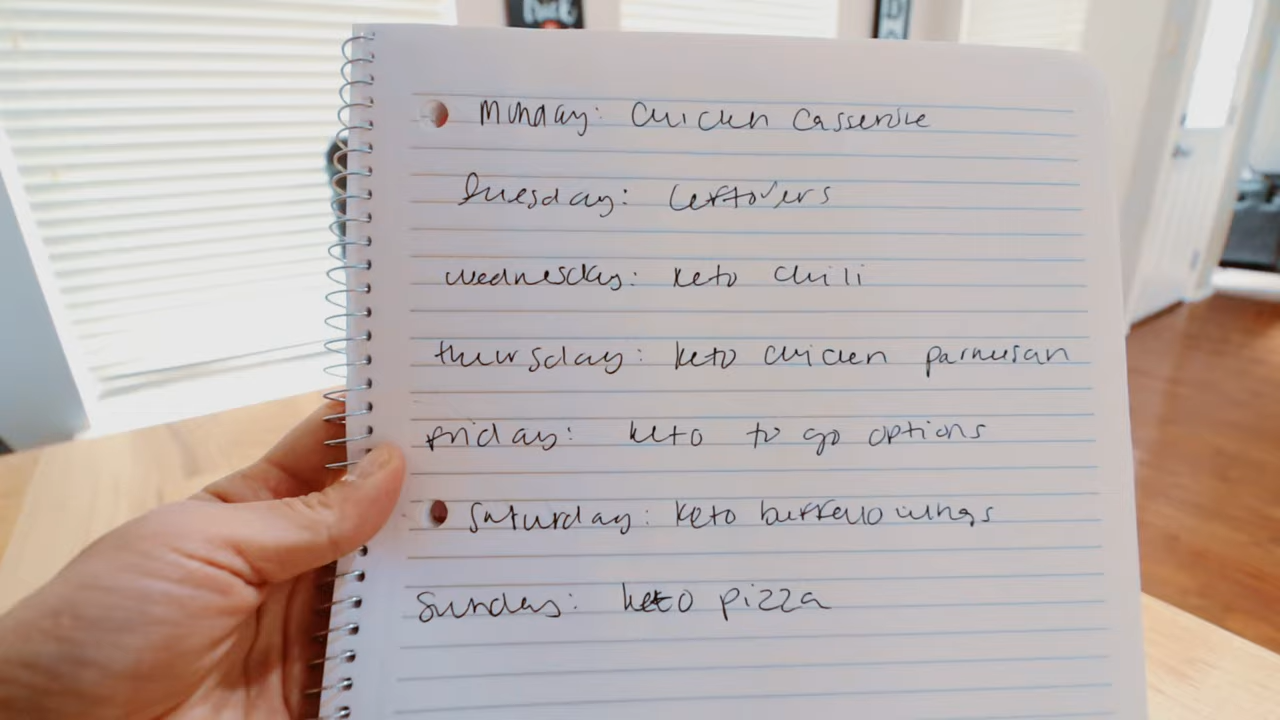 Monday: Chicken Casserole
Tuesday: leftovers
wednesday: keto chili
thursday: keto chicken parmesan
friday: keto to go options
Saturday: keto buffello wings
Sunday: keto pizza